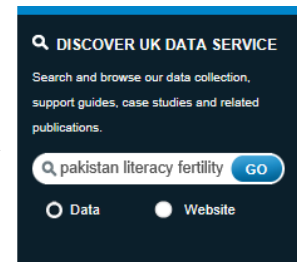 DISCOVER UK DATA SERVICE
Search and browse our data collection,
support guides, case studies and related
publications.
pakistan literacy fertility GO
Data Website